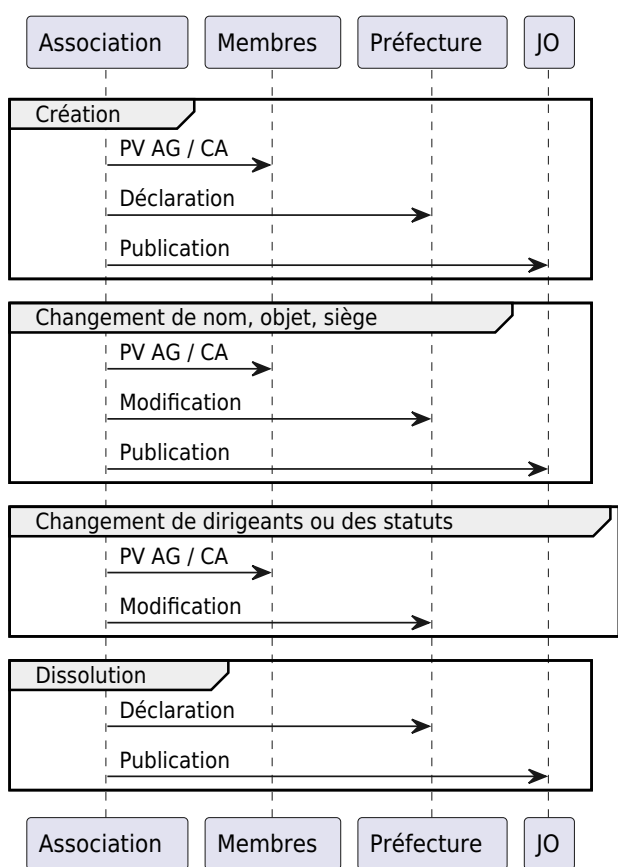 Association Membres Préfecture JO
Création
PV AG / CA
Déclaration
Publication
Changement de nom, objet, siège
PV AG / CA
Modification
Publication
Changement de dirigeants ou des statuts
PV AG / CA
Modification
Dissolution
Déclaration
Publication
Association Membres Préfecture JO